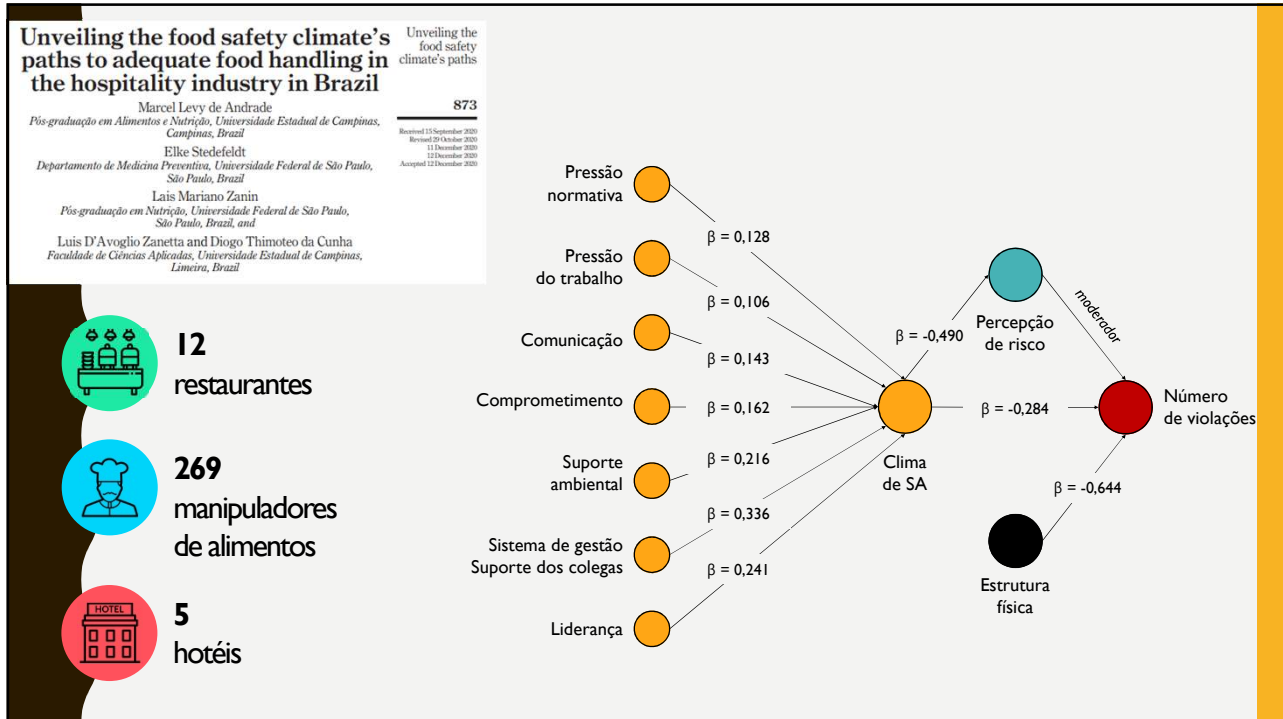 Unveiling the food safety climate's
paths to adequate food handling in
the hospitality industry in Brazil
Marcel Levy de Andrade
Pós-graduação em Alimentos e Nutrição, Universidade Estadual de Campinas,
Campinas, Brazil
Elke Stedefeldt
Departamento de Medicina Preventiva, Universidade Federal de São Paulo,
São Paulo, Brazil
Lais Mariano Zanin
Pós-graduação em Nutrição, Universidade Federal de São Paulo,
São Paulo, Brazil, and
Luis D'Avoglio Zanetta and Diogo Thimoteo da Cunha
Faculdade de Ciências Aplicadas, Universidade Estadual de Campinas,
Limeira, Brazil
Unveiling the
food safety
climate's paths
873
Received 15 September 2020
Revised 29 October 2020
11 December 2020
12 December 2020
Accepted 12 December 2020
12
restaurantes
269
manipuladores
de alimentos
HOTEL
5
hotéis
Pressão
normativa
Pressão
do trabalho
Comunicação
Comprometimento
Suporte
ambiental
Sistema de gestão
Suporte dos colegas
Liderança
β = 0,128
β = 0,106
β = 0,143
β = 0,162
β = 0,216
β = 0,336
β = 0,241
Clima
de SA
β = -0,490
Percepção
de risco
moderador
β = -0,284
Número
de violações
β = -0,644
Estrutura
física